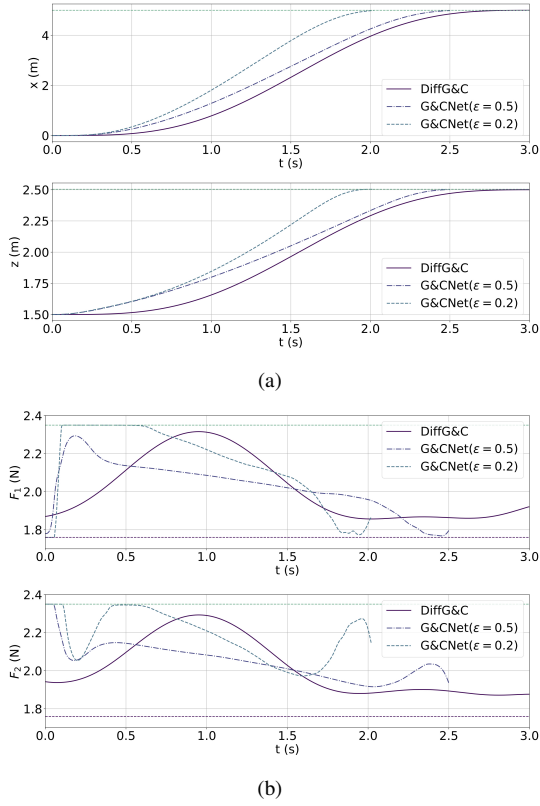 4
2
0
x (m)
DiffG&C
G&CNet(ε = 0.5)
G&CNet(ε = 0.2)
0.0 0.5 1.0 1.5 2.0 2.5 3.0
t (s)
2.50
2.25
2.00
1.75
1.50
z (m)
DiffG&C
G&CNet(ε = 0.5)
G&CNet(ε = 0.2)
0.0 0.5 1.0 1.5 2.0 2.5 3.0
t (s)
(a)
2.4
2.2
2.0
1.8
F₁ (N)
DiffG&C
G&CNet(ε = 0.5)
G&CNet(ε = 0.2)
0.0 0.5 1.0 1.5 2.0 2.5 3.0
t (s)
2.4
2.2
2.0
1.8
F₂ (N)
DiffG&C
G&CNet(ε = 0.5)
G&CNet(ε = 0.2)
0.0 0.5 1.0 1.5 2.0 2.5 3.0
t (s)
(b)